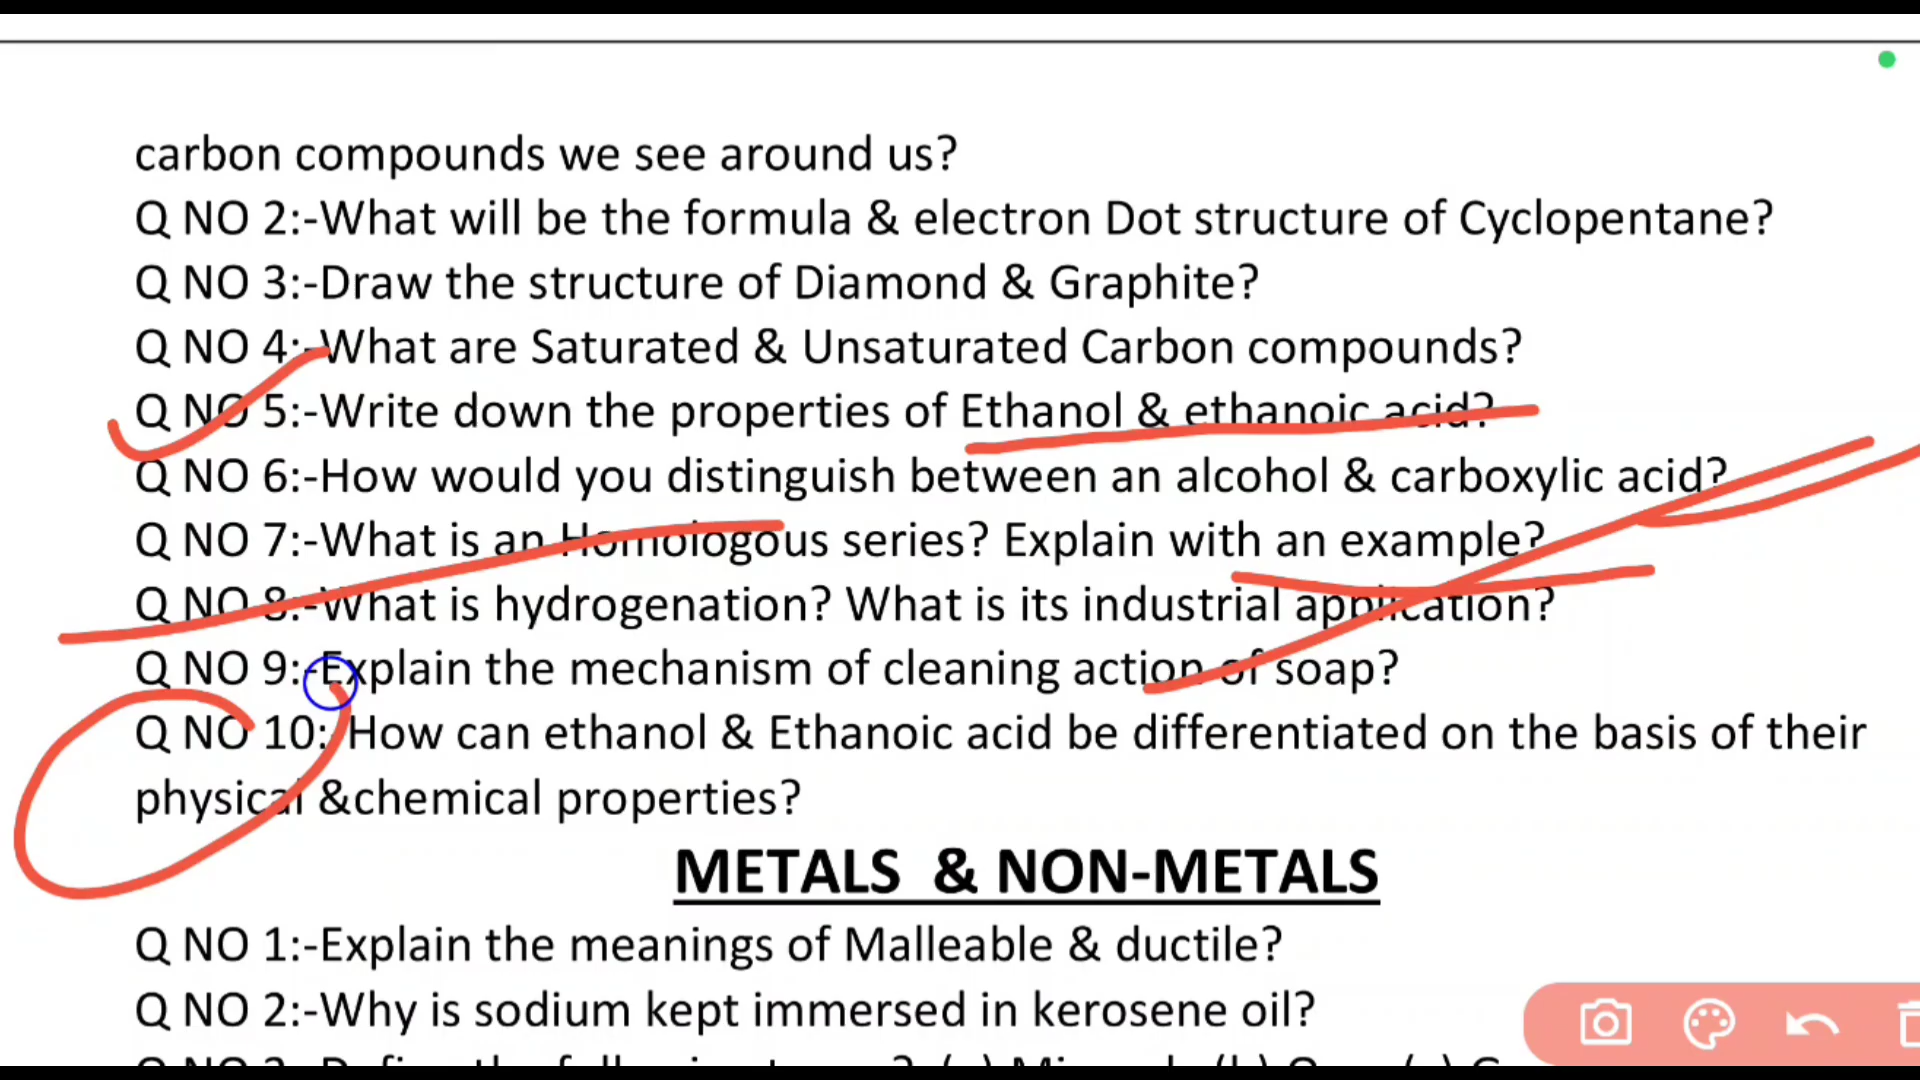 carbon compounds we see around us?
Q NO 2:-What will be the formula & electron Dot structure of Cyclopentane?
Q NO 3:-Draw the structure of Diamond & Graphite?
Q NO 4:-What are Saturated & Unsaturated Carbon compounds?
Q NO 5:-Write down the properties of Ethanol & ethanoic acid?
Q NO 6:-How would you distinguish between an alcohol & carboxylic acid?
Q NO 7:-What is an Homologous series? Explain with an example?
Q NO 8:-What is hydrogenation? What is its industrial application?
Q NO 9:-Explain the mechanism of cleaning action of soap?
Q NO 10:-How can ethanol & Ethanoic acid be differentiated on the basis of their
physical &chemical properties?
METALS & NON-METALS
Q NO 1:-Explain the meanings of Malleable & ductile?
Q NO 2:-Why is sodium kept immersed in kerosene oil?